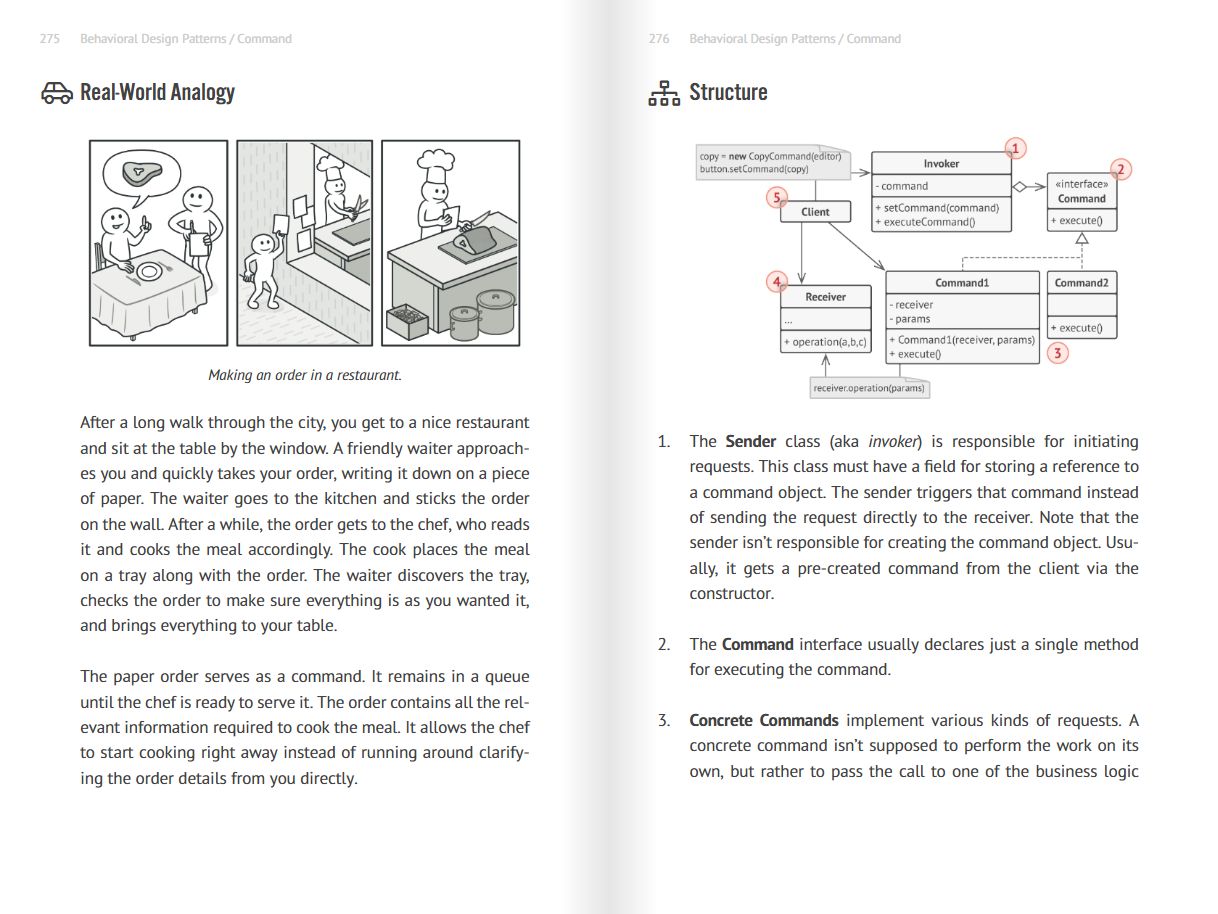 275 Behavioral Design Patterns / Command
Real-World Analogy
Making an order in a restaurant.
After a long walk through the city, you get to a nice restaurant
and sit at the table by the window. A friendly waiter approach-
es you and quickly takes your order, writing it down on a piece
of paper. The waiter goes to the kitchen and sticks the order
on the wall. After a while, the order gets to the chef, who reads
it and cooks the meal accordingly. The cook places the meal
on a tray along with the order. The waiter discovers the tray,
checks the order to make sure everything is as you wanted it,
and brings everything to your table.
The paper order serves as a command. It remains in a queue
until the chef is ready to serve it. The order contains all the rel-
evant information required to cook the meal. It allows the chef
to start cooking right away instead of running around clarify-
ing the order details from you directly.
276 Behavioral Design Patterns / Command
Structure
copy = new CopyCommand(editor)
button.setCommand(copy)
1
Invoker
- command
+ setCommand(command)
+ executeCommand()
2
«interface»
Command
+ execute()
5
Client
4
Receiver
...
+ operation(a,b,c)
Command1
- receiver
- params
+ Command1(receiver, params)
+ execute()
Command2
+ execute()
3
receiver.operation(params)
1. The Sender class (aka invoker) is responsible for initiating
requests. This class must have a field for storing a reference to
a command object. The sender triggers that command instead
of sending the request directly to the receiver. Note that the
sender isn't responsible for creating the command object. Usu-
ally, it gets a pre-created command from the client via the
constructor.
2. The Command interface usually declares just a single method
for executing the command.
3. Concrete Commands implement various kinds of requests. A
concrete command isn't supposed to perform the work on its
own, but rather to pass the call to one of the business logic